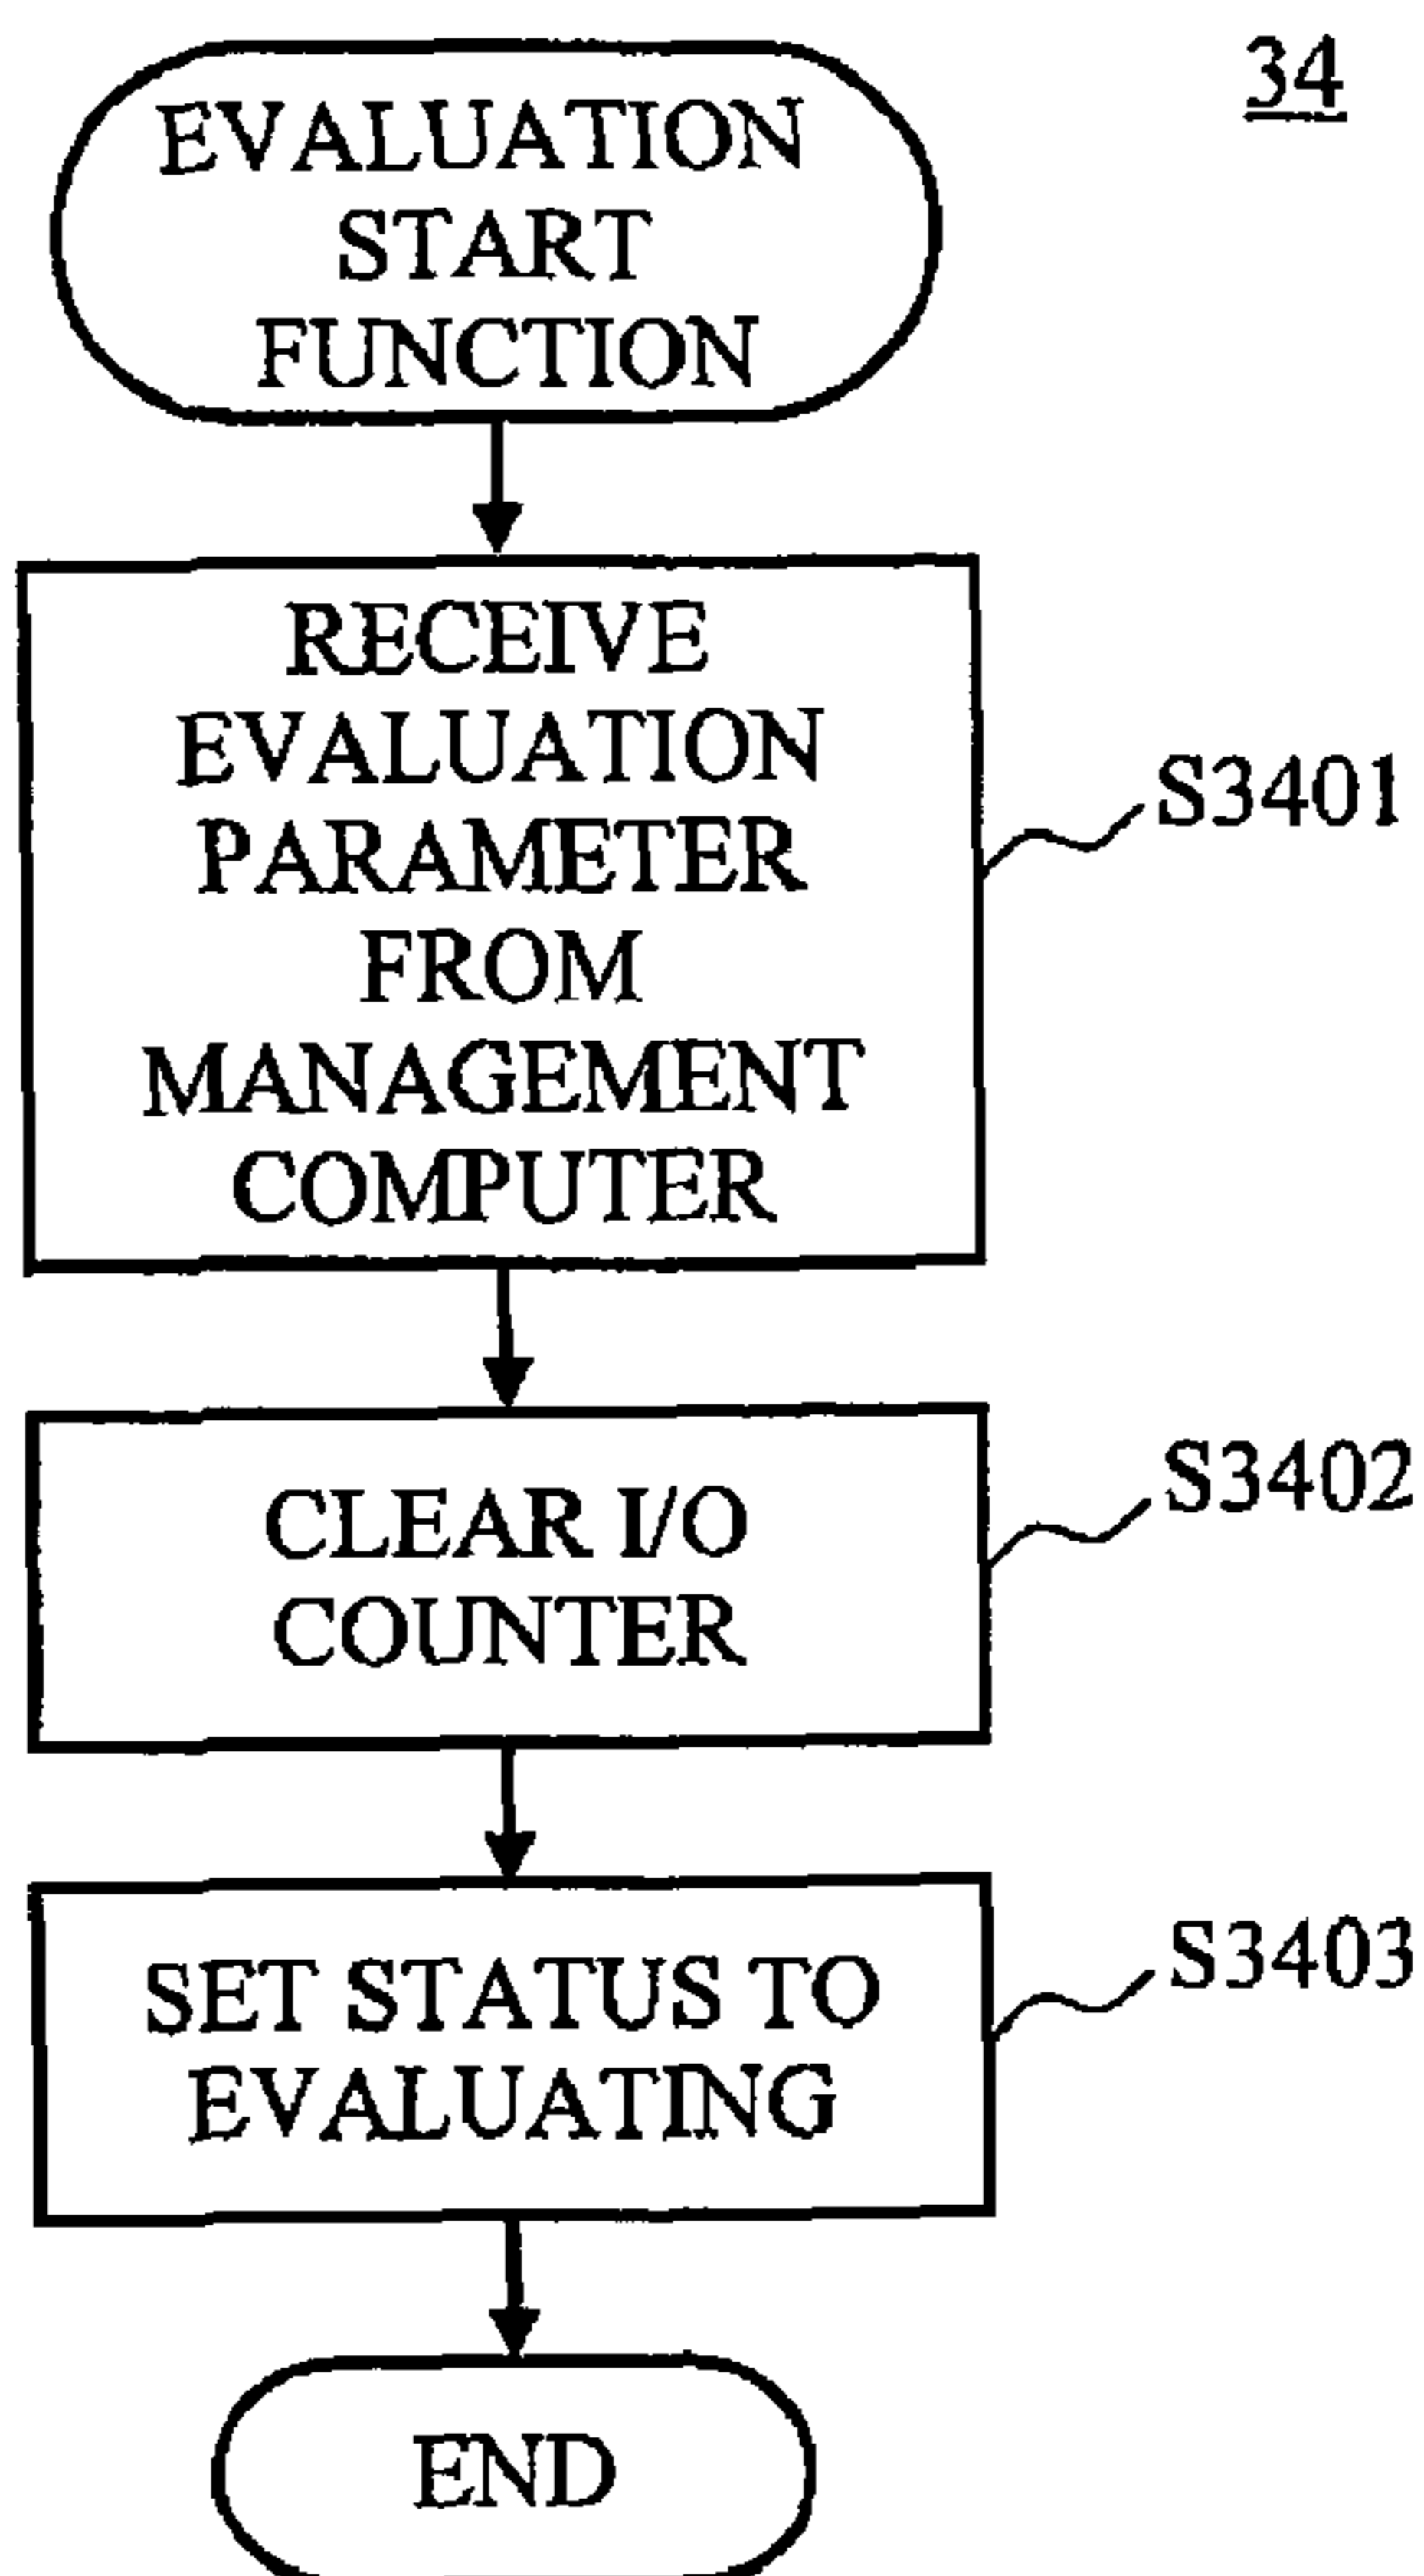 34
EVALUATION
START
FUNCTION
RECEIVE
EVALUATION
PARAMETER
FROM
MANAGEMENT
COMPUTER
S3401
CLEAR I/O
COUNTER
S3402
SET STATUS TO
EVALUATING
S3403
END